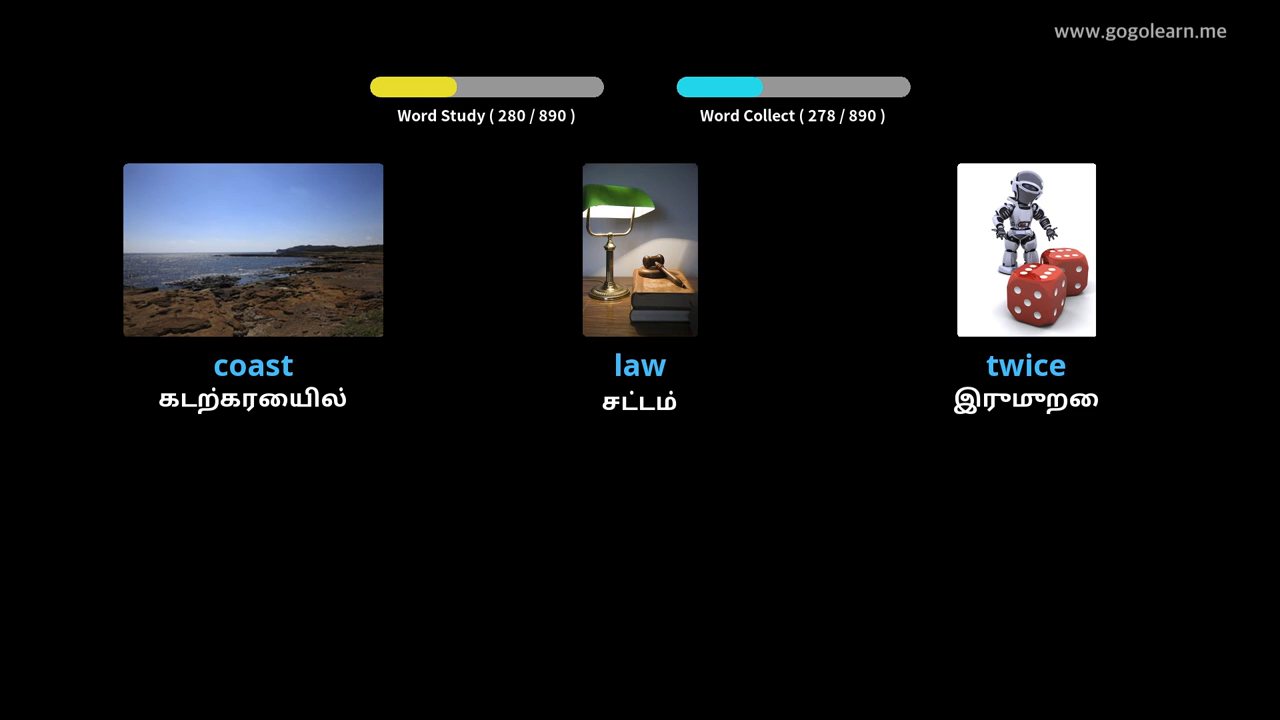 www.gogolearn.me
Word Study ( 280 / 890 )
Word Collect ( 278 / 890 )
coast
law
twice
கடற்கரையில்
சட்டம்
இருமுறை